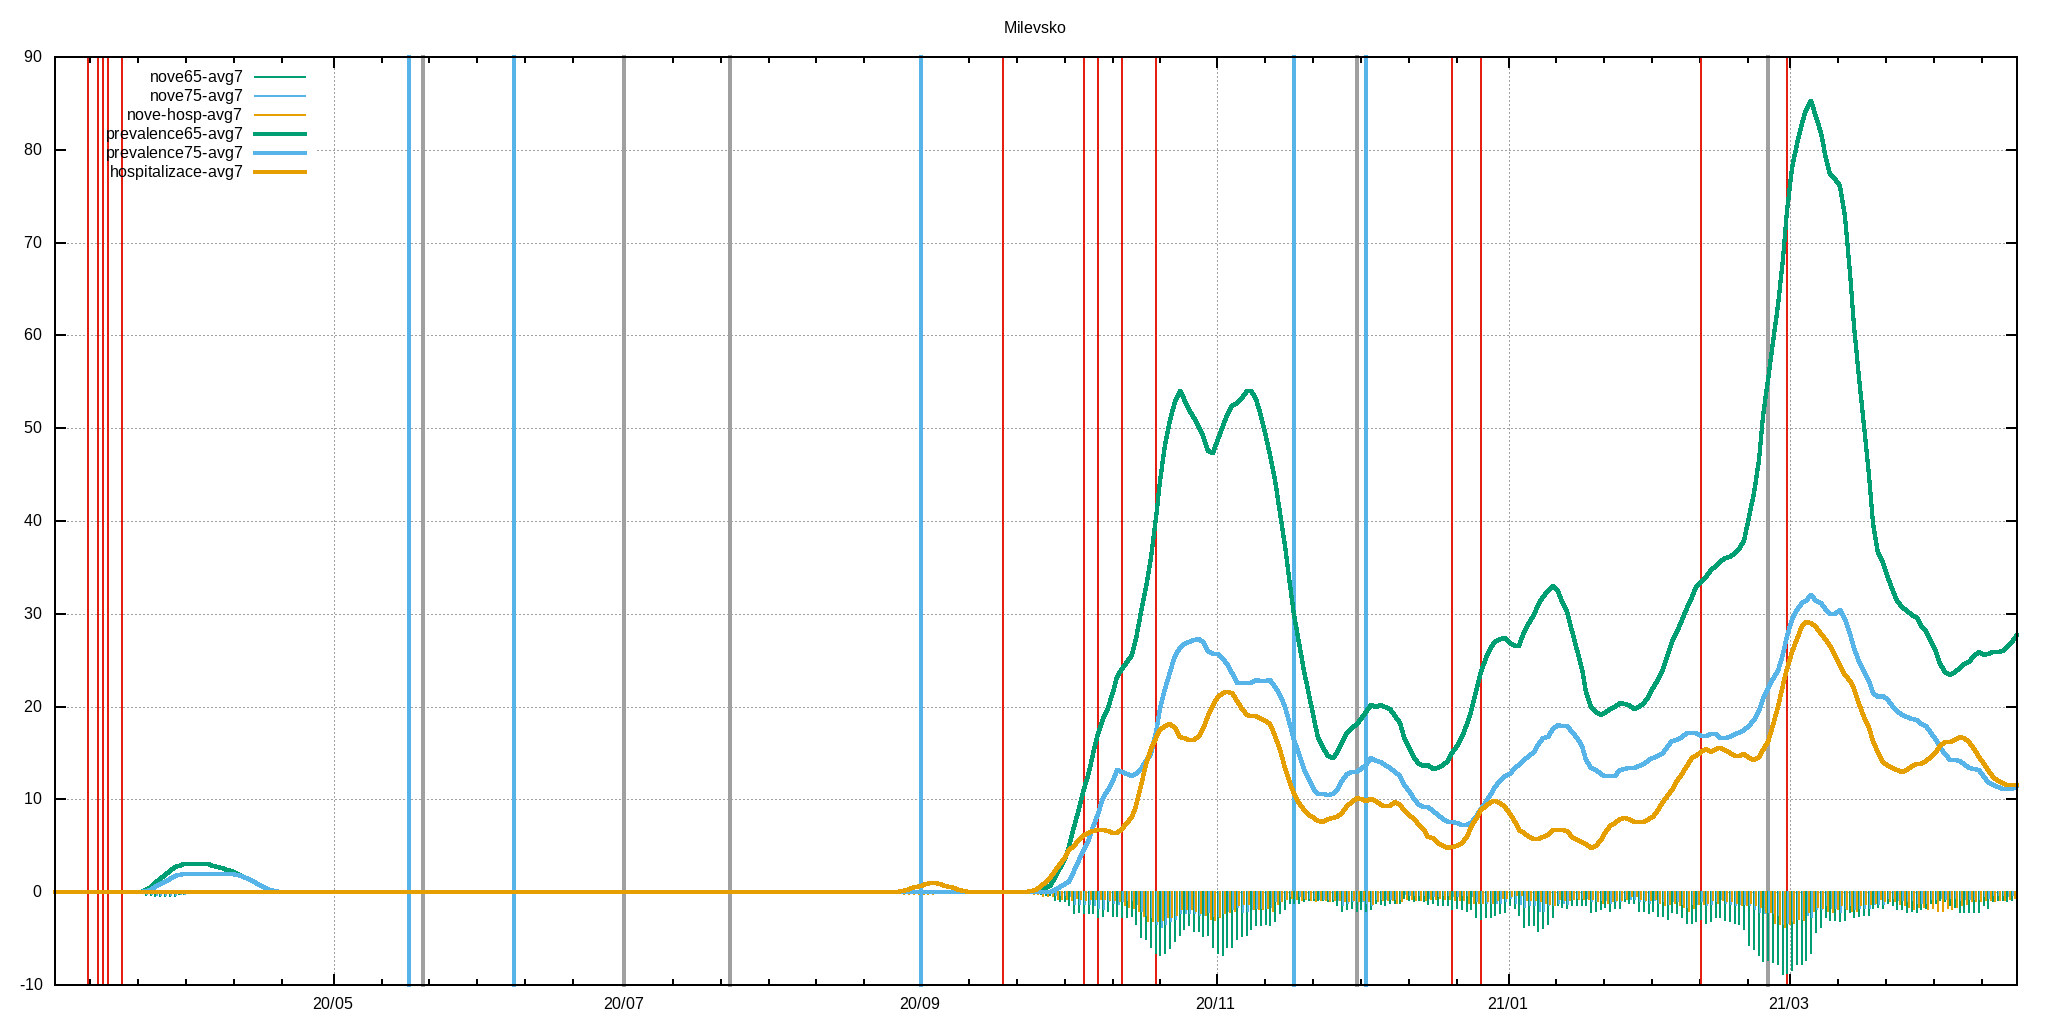 Milevsko
90
80
70
60
50
40
30
20
10
0
-10
nove65-avg7
nove75-avg7
nove-hosp-avg7
prevalence65-avg7
prevalence75-avg7
hospitalizace-avg7
20/05 20/07 20/09 20/11 21/01 21/03